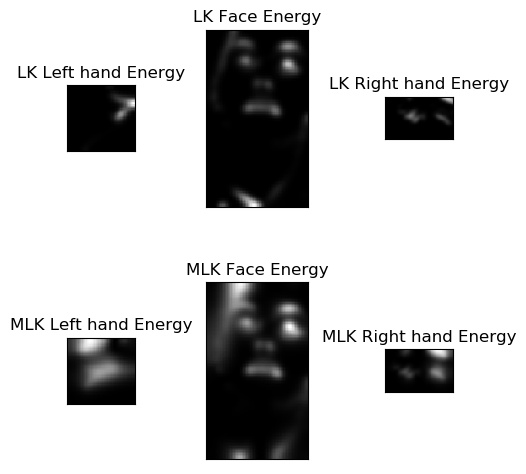 LK Face Energy
LK Left hand Energy
LK Right hand Energy
MLK Face Energy
MLK Left hand Energy
MLK Right hand Energy